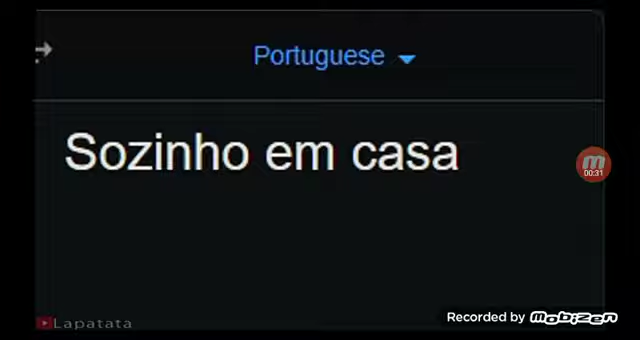 Portuguese
Sozinho em casa
00:31
Lapatata
Recorded by Mobizen